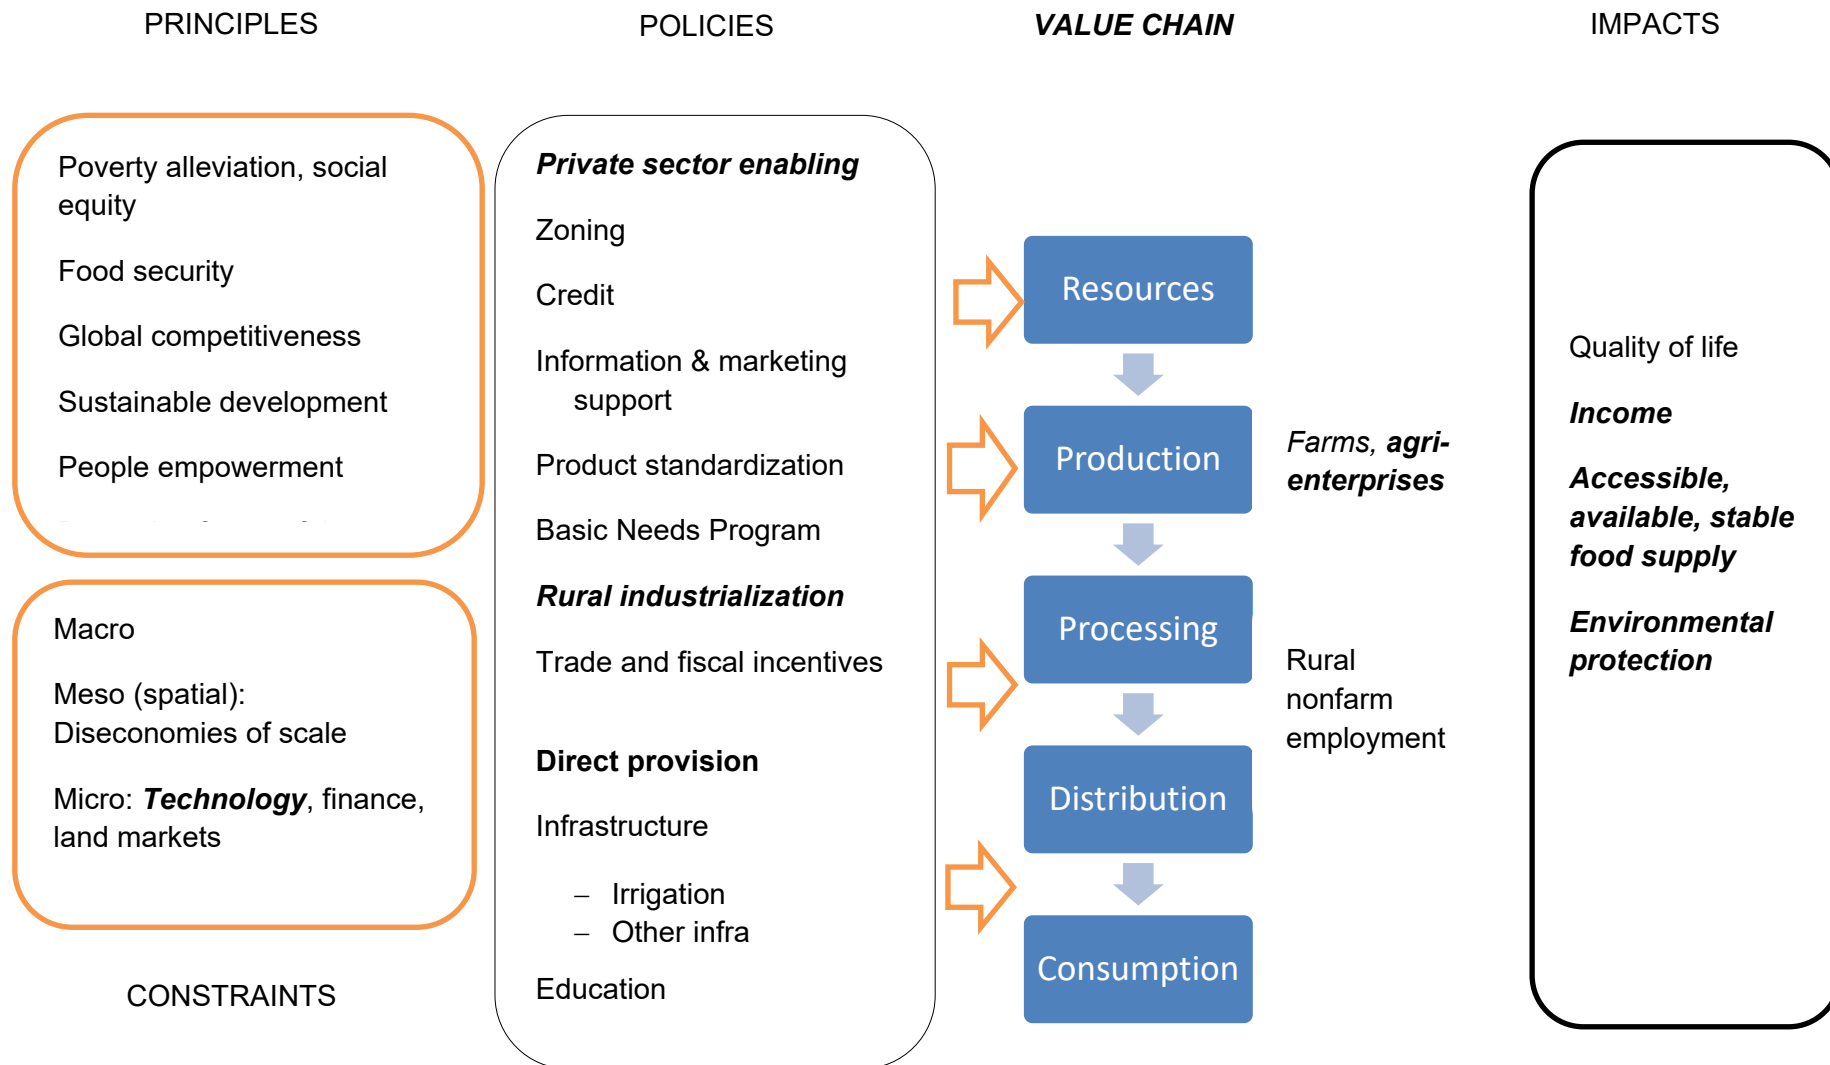 PRINCIPLES
POLICIES
VALUE CHAIN
IMPACTS
Poverty alleviation, social
equity
Food security
Global competitiveness
Sustainable development
People empowerment
Macro
Meso (spatial):
Diseconomies of scale
Micro: Technology, finance,
land markets
CONSTRAINTS
Private sector enabling
Zoning
Credit
Information & marketing
support
Product standardization
Basic Needs Program
Rural industrialization
Trade and fiscal incentives
Direct provision
Infrastructure
– Irrigation
– Other infra
Education
Resources
Production
Processing
Distribution
Consumption
Farms, agri-
enterprises
Rural
nonfarm
employment
Quality of life
Income
Accessible,
available, stable
food supply
Environmental
protection